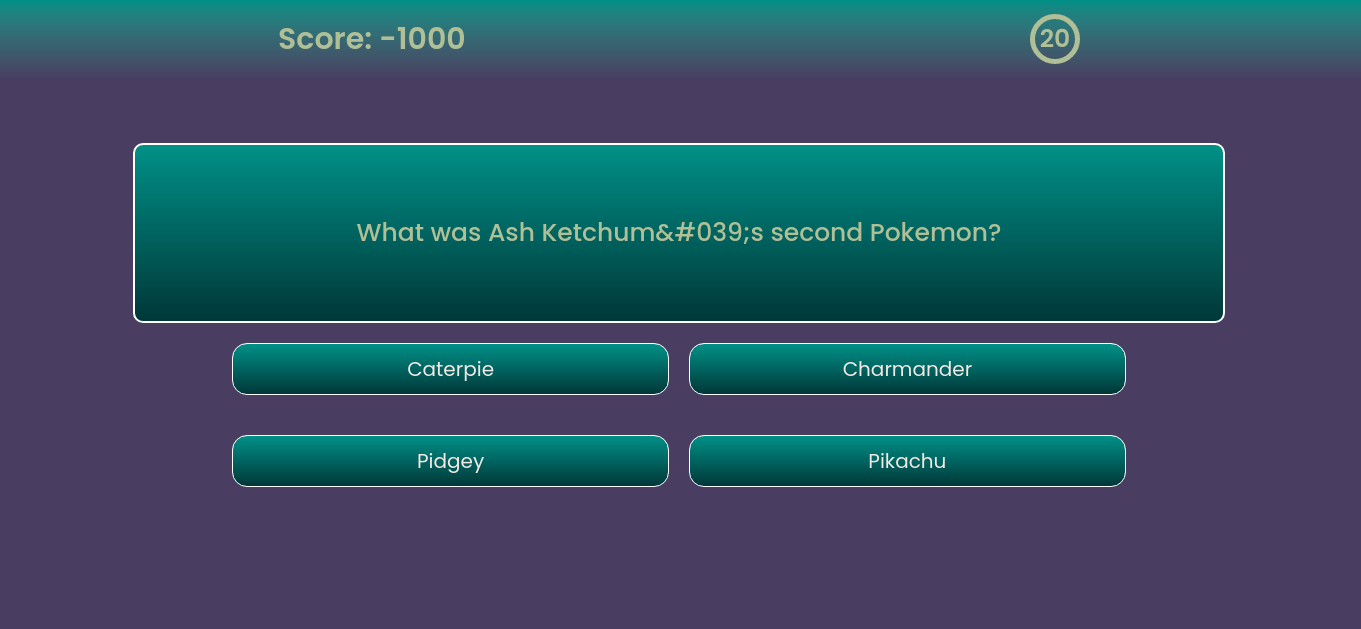 Score: -1000
20
What was Ash Ketchum&#039;s second Pokemon?
Caterpie
Charmander
Pidgey
Pikachu